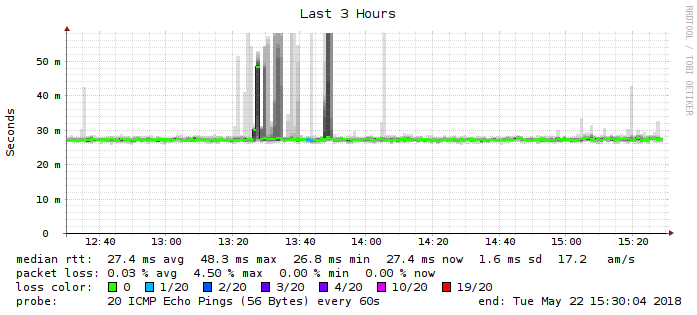 Last 3 Hours
RRDTOOL / TOBI OETIKER
Seconds
50 m
40 m
30 m
20 m
10 m
0
12:40 13:00 13:20 13:40 14:00 14:20 14:40 15:00 15:20
median rtt: 27.4 ms avg 48.3 ms max 26.8 ms min 27.4 ms now 1.6 ms sd 17.2 am/s
packet loss: 0.03 % avg 4.50 % max 0.00 % min 0.00 % now
loss color: 0 1/20 2/20 3/20 4/20 10/20 19/20
probe: 20 ICMP Echo Pings (56 Bytes) every 60s end: Tue May 22 15:30:04 2018